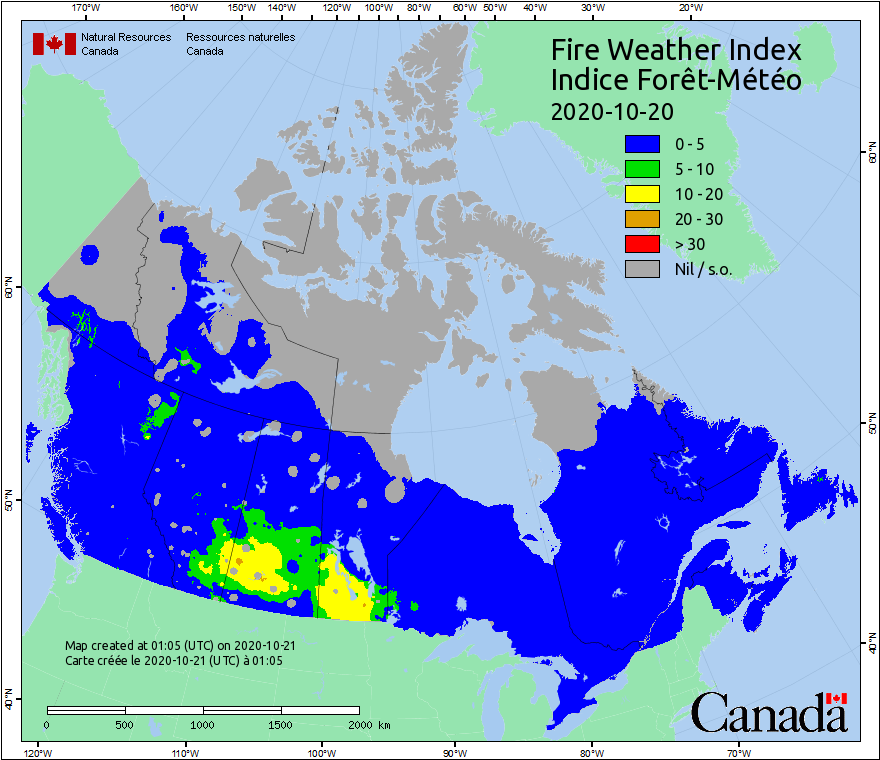 170°W 160°W 150°W 140°W 130°W 120°W 110°W 100°W 90°W 80°W 70°W 60°W 50°W 40°W 30°W 20°W
Natural Resources Ressources naturelles
Canada Canada
Fire Weather Index
Indice Forêt-Météo
2020-10-20
0 - 5
5 - 10
10 - 20
20 - 30
> 30
Nil / s.o.
60°N
60°N
50°N
50°N
40°N
40°N
Map created at 01:05 (UTC) on 2020-10-21
Carte créée le 2020-10-21 (UTC) à 01:05
0 500 1000 1500 2000 km
Canada
120°W 110°W 100°W 90°W 80°W 70°W